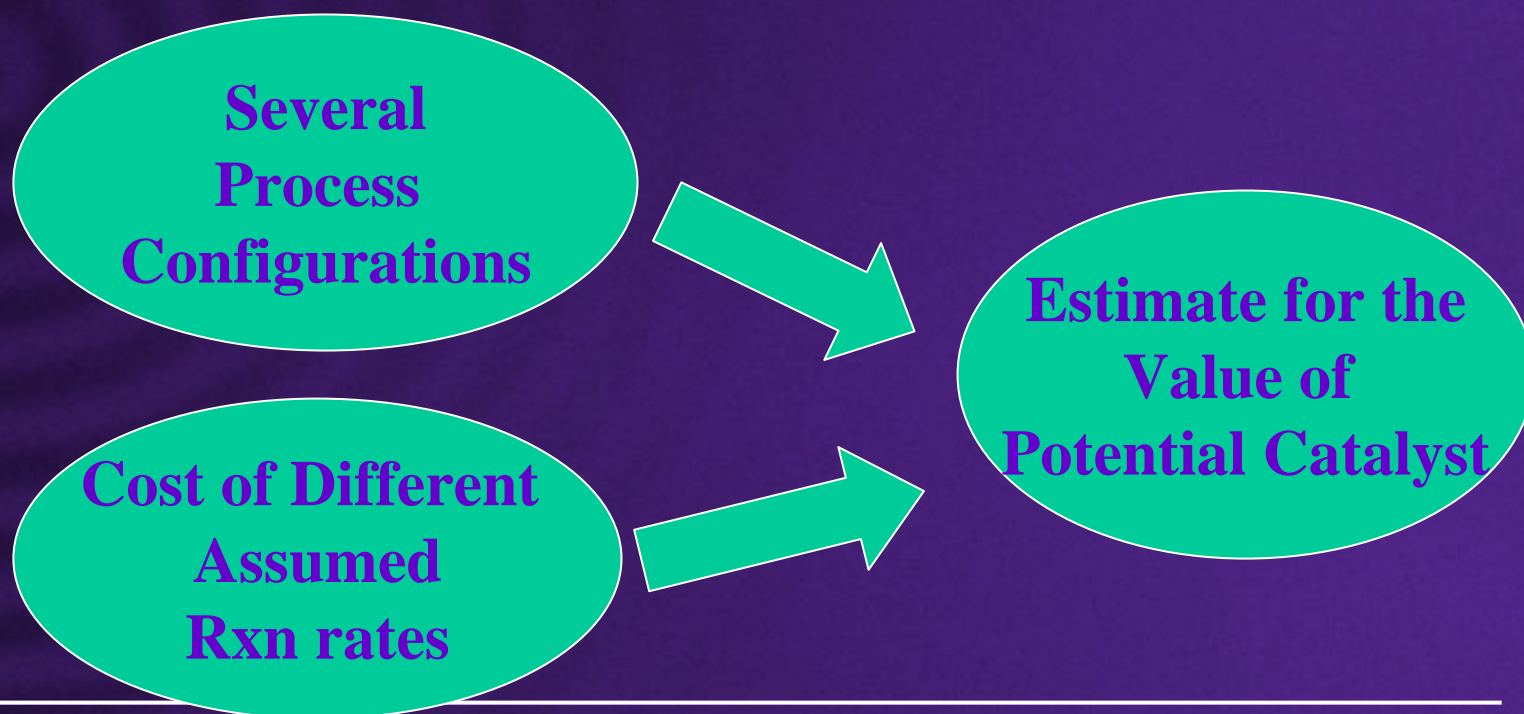 Several
Process
Configurations
Cost of Different
Assumed
Rxn rates
Estimate for the
Value of
Potential Catalyst